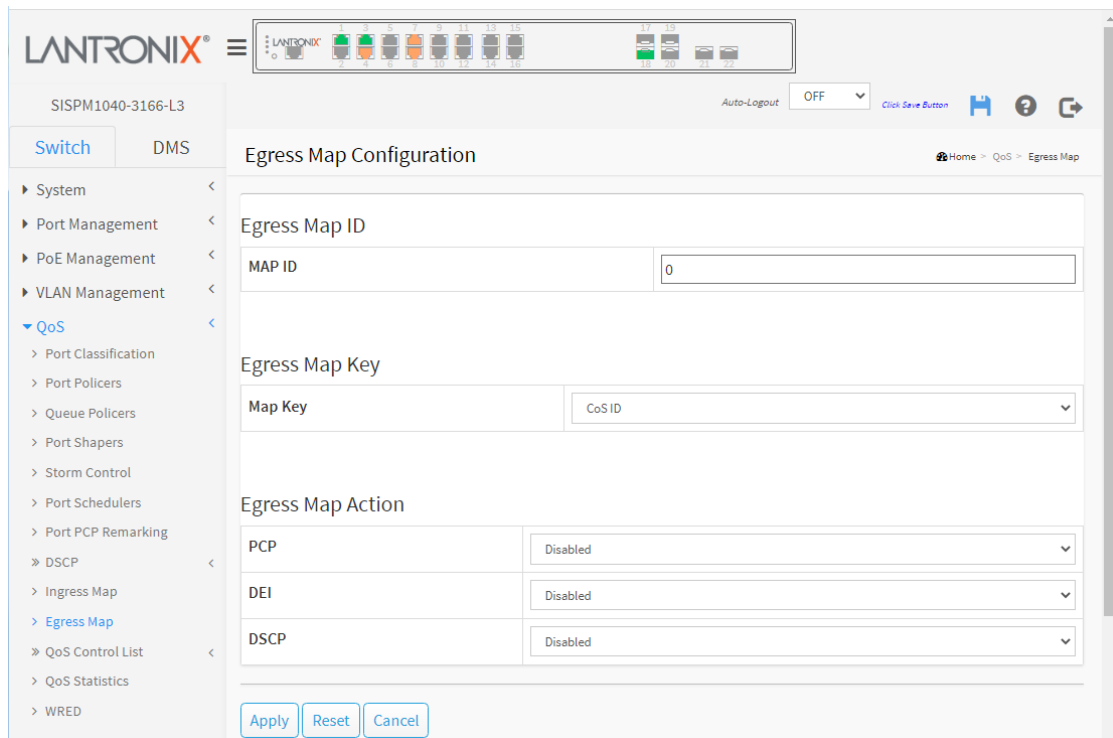 LANTRONIX®
LANTRONIX
1 3 5 7 9 11 13 15 17 19
2 4 6 8 10 12 14 16 18 20 21 22
SISPM1040-3166-L3
Auto-Logout OFF Click Save Button
Switch DMS
Egress Map Configuration
Home > QoS > Egress Map
System
Port Management
PoE Management
VLAN Management
QoS
> Port Classification
> Port Policers
> Queue Policers
> Port Shapers
> Storm Control
> Port Schedulers
> Port PCP Remarking
» DSCP
> Ingress Map
> Egress Map
» QoS Control List
> QoS Statistics
> WRED
Egress Map ID
MAP ID 0
Egress Map Key
Map Key CoS ID
Egress Map Action
PCP Disabled
DEI Disabled
DSCP Disabled
Apply Reset Cancel